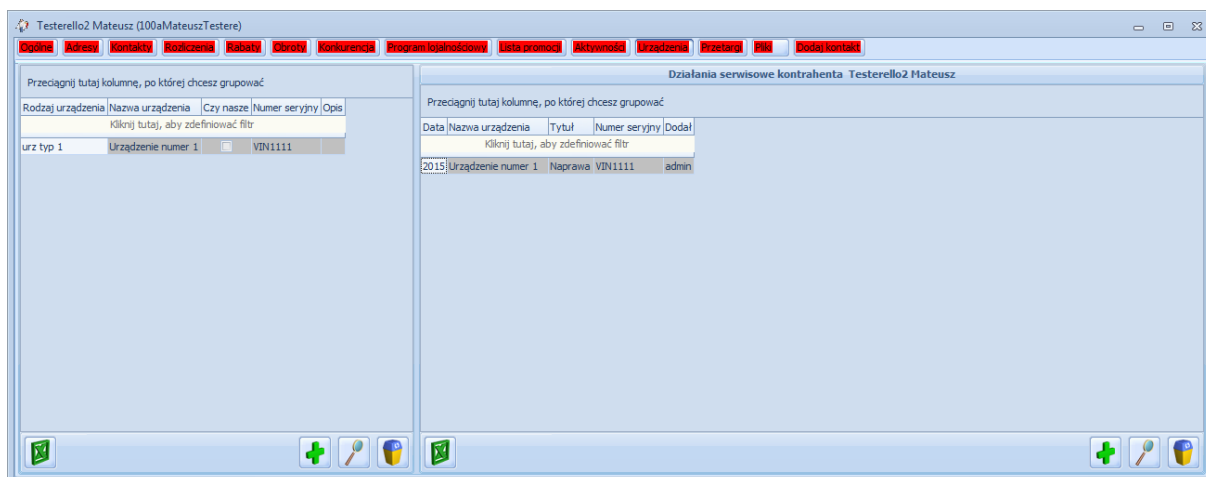 Testerello2 Mateusz (100aMateuszTestere)
Ogólne Adresy Kontakty Rozliczenia Rabaty Obroty Konkurencja Program lojalnościowy Lista promocji Aktywności Urządzenia Przetargi Pliki Dodaj kontakt
Przeciągnij tutaj kolumnę, po której chcesz grupować
Rodzaj urządzenia Nazwa urządzenia Czy nasze Numer seryjny Opis
Kliknij tutaj, aby zdefiniować filtr
urz typ 1 Urządzenie numer 1 VIN1111
Działania serwisowe kontrahenta Testerello2 Mateusz
Przeciągnij tutaj kolumnę, po której chcesz grupować
Data Nazwa urządzenia Tytuł Numer seryjny Dodał
Kliknij tutaj, aby zdefiniować filtr
2015 Urządzenie numer 1 Naprawa VIN1111 admin